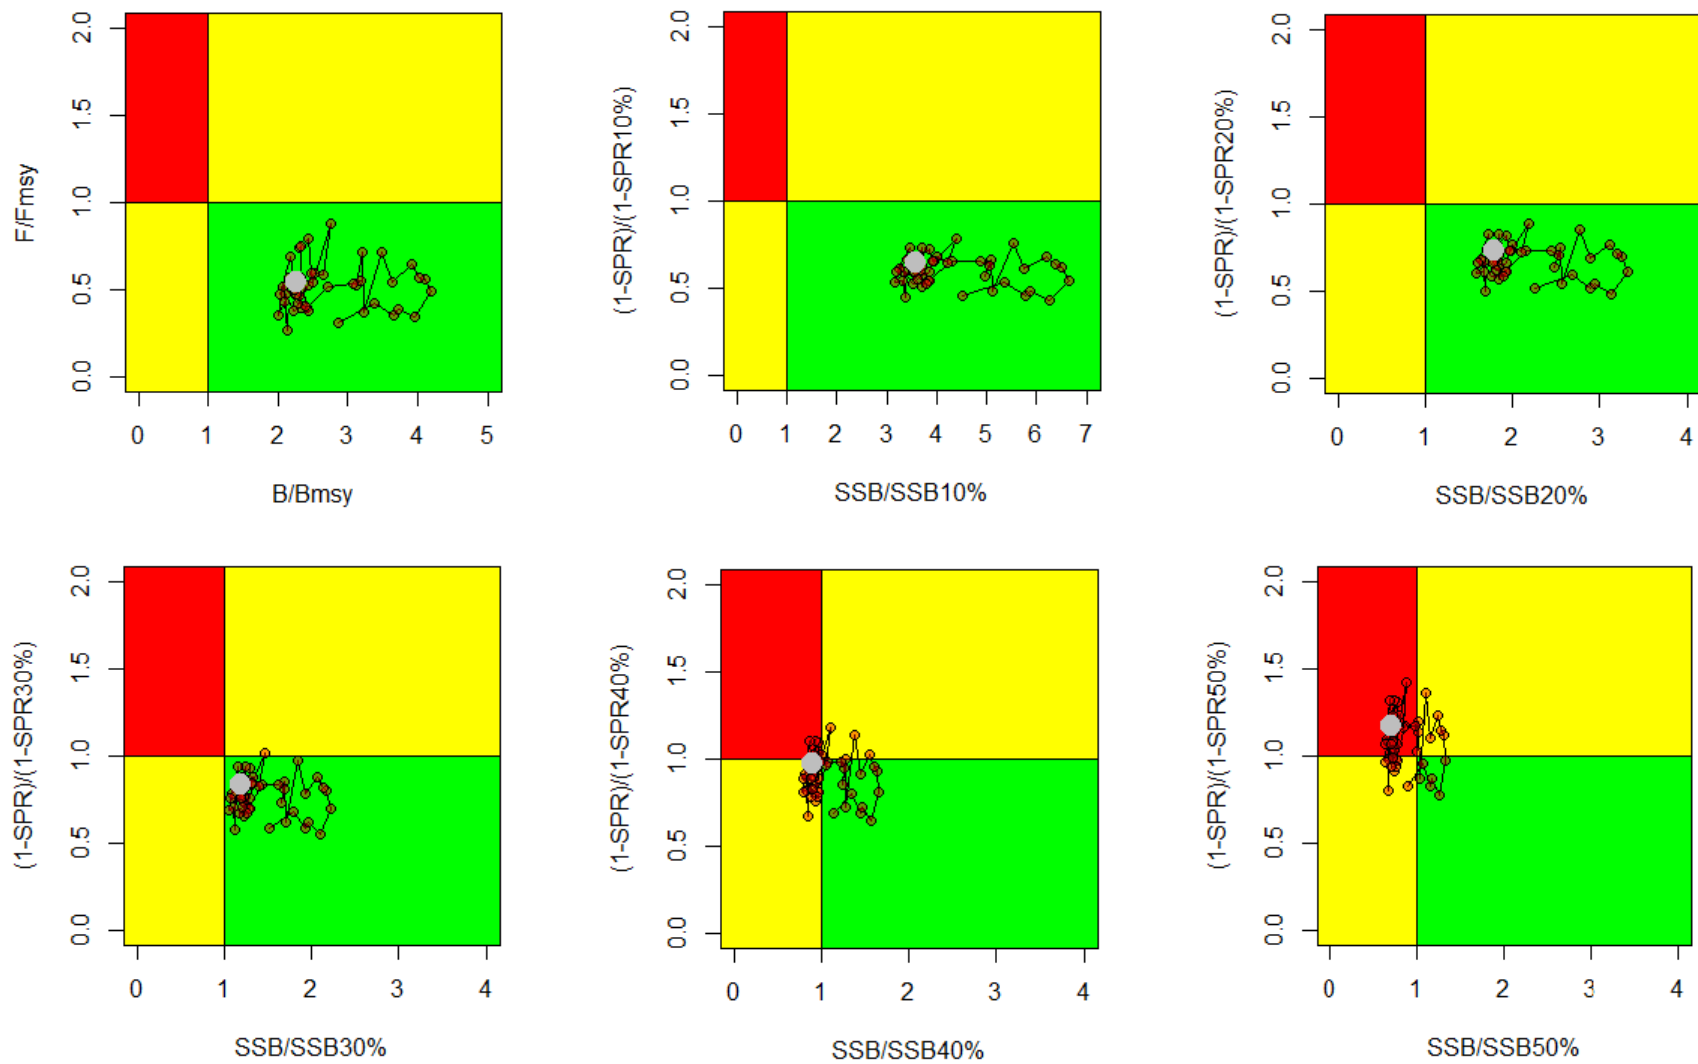 F/Fmsy
0.0 0.5 1.0 1.5 2.0
0 1 2 3 4 5
B/Bmsy
(1-SPR)/(1-SPR10%)
0.0 0.5 1.0 1.5 2.0
0 1 2 3 4 5 6 7
SSB/SSB10%
(1-SPR)/(1-SPR20%)
0.0 0.5 1.0 1.5 2.0
0 1 2 3 4
SSB/SSB20%
(1-SPR)/(1-SPR30%)
0.0 0.5 1.0 1.5 2.0
0 1 2 3 4
SSB/SSB30%
(1-SPR)/(1-SPR40%)
0.0 0.5 1.0 1.5 2.0
0 1 2 3 4
SSB/SSB40%
(1-SPR)/(1-SPR50%)
0.0 0.5 1.0 1.5 2.0
0 1 2 3 4
SSB/SSB50%